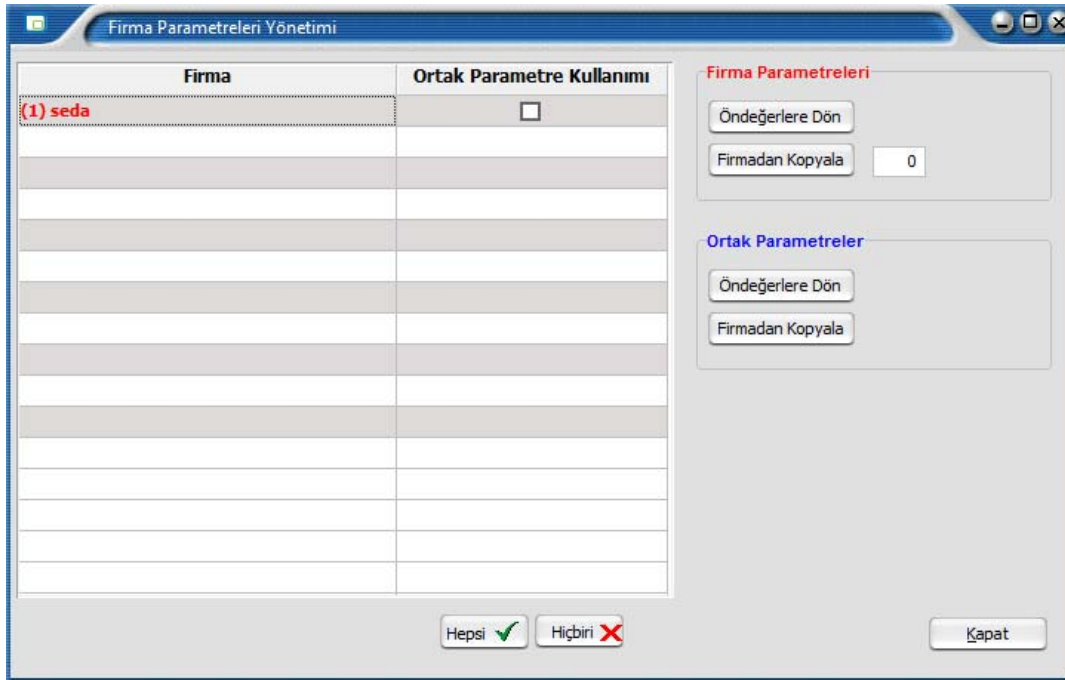 Firma Parametreleri Yönetimi
Firma
Ortak Parametre Kullanımı
(1) seda
Firma Parametreleri
Öndeğerlere Dön
Firmadan Kopyala
0
Ortak Parametreler
Öndeğerlere Dön
Firmadan Kopyala
Hepsi
Hiçbiri
Kapat